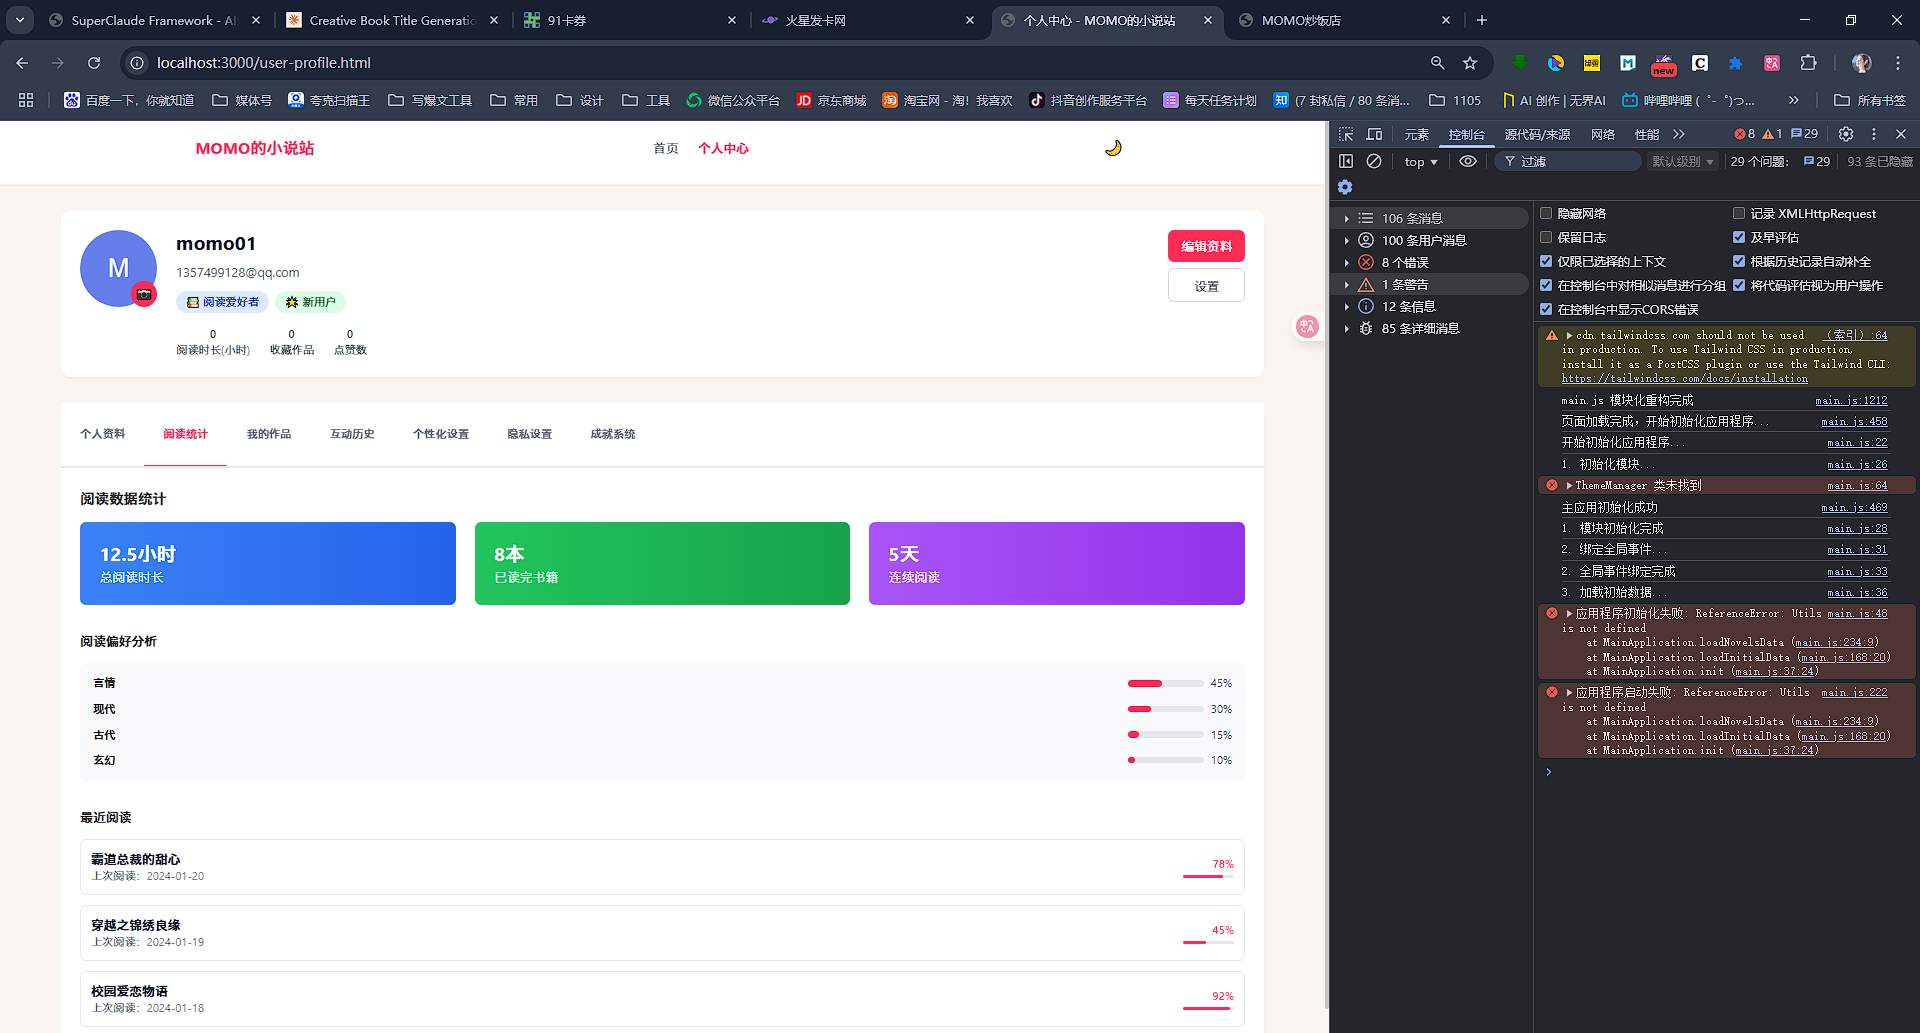 SuperClaude Framework - AI
Creative Book Title Generatio
91卡券
火星发卡网
个人中心 - MOMO的小说站
MOMO炒饭店
localhost:3000/user-profile.html
new
百度一下，你就知道
媒体号
夸克扫描王
写爆文工具
常用
设计
工具
微信公众平台
JD 京东商城
淘 淘宝网 - 淘！我喜欢
抖音创作服务平台
每天任务计划
知 (7 封私信 / 80 条消...
1105
AI 创作 | 无界AI
哔哩哔哩 (゜-゜)つ...
所有书签
MOMO的小说站
首页
个人中心
M
momo01
1357499128@qq.com
阅读爱好者
新用户
0
0
0
阅读时长(小时)
收藏作品
点赞数
编辑资料
设置
个人资料
阅读统计
我的作品
互动历史
个性化设置
隐私设置
成就系统
阅读数据统计
12.5小时
总阅读时长
8本
已读完书籍
5天
连续阅读
阅读偏好分析
言情
45%
现代
30%
古代
15%
玄幻
10%
最近阅读
霸道总裁的甜心
上次阅读：2024-01-20
78%
穿越之锦绣良缘
上次阅读：2024-01-19
45%
校园爱恋物语
上次阅读：2024-01-18
92%
元素
控制台
源代码/来源
网络
性能
8
1
29
top
过滤
默认级别
29 个问题：
29
93 条已隐藏
106 条消息
100 条用户消息
8 个错误
1 条警告
12 条信息
85 条详细消息
隐藏网络
记录 XMLHttpRequest
保留日志
及早评估
仅限已选择的上下文
根据历史记录自动补全
在控制台中对相似消息进行分组
将代码评估视为用户操作
在控制台中显示CORS错误
cdn.tailwindcss.com should not be used （索引）:64
in production. To use Tailwind CSS in production,
install it as a PostCSS plugin or use the Tailwind CLI:
https://tailwindcss.com/docs/installation
main.js 模块化重构完成 main.js:1212
页面加载完成，开始初始化应用程序... main.js:458
开始初始化应用程序... main.js:22
1. 初始化模块... main.js:26
ThemeManager 类未找到 main.js:64
主应用初始化成功 main.js:469
1. 模块初始化完成 main.js:28
2. 绑定全局事件... main.js:31
2. 全局事件绑定完成 main.js:33
3. 加载初始数据... main.js:36
应用程序初始化失败: ReferenceError: Utils main.js:48
is not defined
at MainApplication.loadNovelsData (main.js:234:9)
at MainApplication.loadInitialData (main.js:168:20)
at MainApplication.init (main.js:37:24)
应用程序启动失败: ReferenceError: Utils main.js:222
is not defined
at MainApplication.loadNovelsData (main.js:234:9)
at MainApplication.loadInitialData (main.js:168:20)
at MainApplication.init (main.js:37:24)